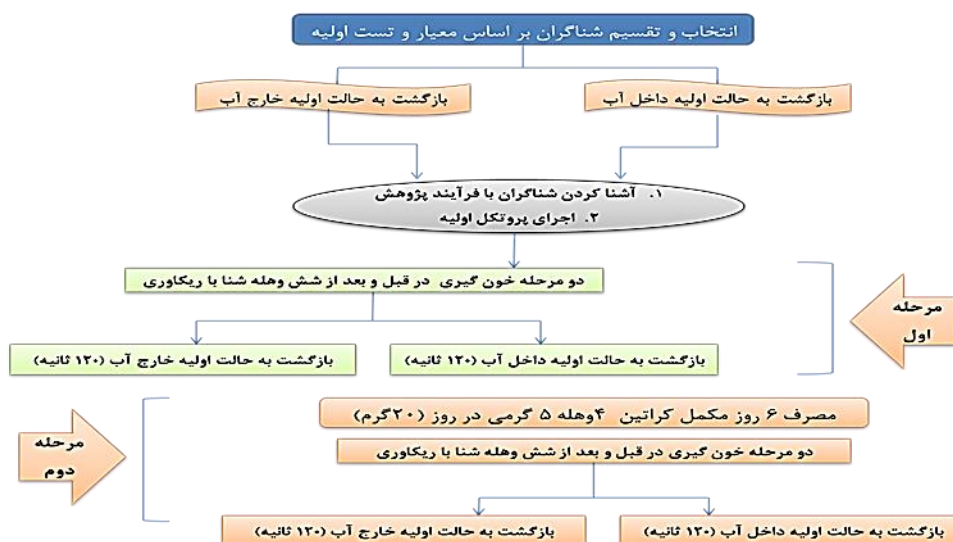 انتخاب و تقسیم شناگران بر اساس معیار و تست اولیه
بازگشت به حالت اولیه داخل آب
بازگشت به حالت اولیه خارج آب
۱. آشنا کردن شناگران با فرآیند پژوهش
۲. اجرای پروتکل اولیه
دو مرحله خون گیری در قبل و بعد از شش وهله شنا با ریکاوری
مرحله
اول
بازگشت به حالت اولیه داخل آب (۱۲۰ ثانیه)
بازگشت به حالت اولیه خارج آب (۱۲۰ ثانیه)
مصرف ۶ روز مکمل کراتین ۴وهله ۵ گرمی در روز (۲۰گرم)
مرحله
دوم
دو مرحله خون گیری در قبل و بعد از شش وهله شنا با ریکاوری
بازگشت به حالت اولیه داخل آب (۱۲۰ ثانیه)
بازگشت به حالت اولیه خارج آب (۱۲۰ ثانیه)